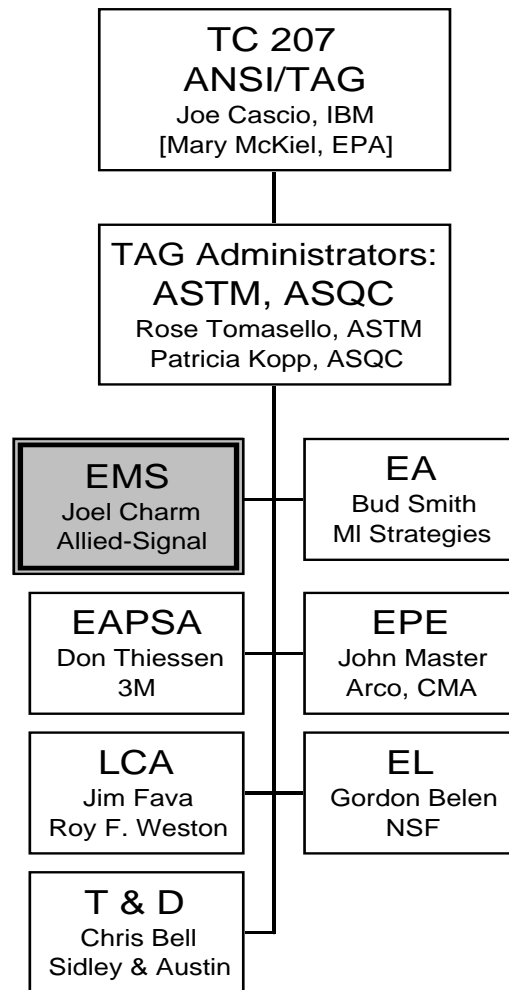 TC 207
ANSI/TAG
Joe Cascio, IBM
[Mary McKiel, EPA]
TAG Administrators:
ASTM, ASQC
Rose Tomasello, ASTM
Patricia Kopp, ASQC
EMS
Joel Charm
Allied-Signal
EA
Bud Smith
MI Strategies
EAPSA
Don Thiessen
3M
EPE
John Master
Arco, CMA
LCA
Jim Fava
Roy F. Weston
EL
Gordon Belen
NSF
T & D
Chris Bell
Sidley & Austin